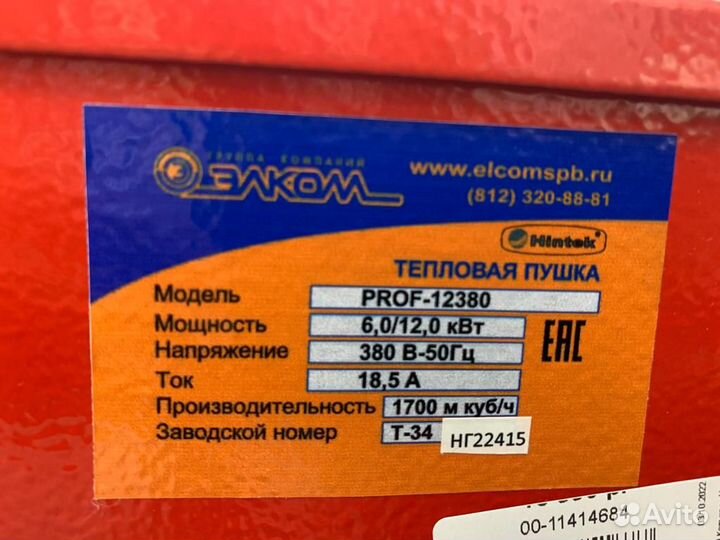 ГРУППА КОМПАНИЙ
ЭЛКОМ
www.elcomspb.ru
(812) 320-88-81
Hintek
ТЕПЛОВАЯ ПУШКА
Модель PROF-12380
Мощность 6,0/12,0 кВт
Напряжение 380 В-50Гц
Ток 18,5 А
Производительность 1700 м куб/ч
Заводской номер Т-34 НГ22415
ЕАС
00-11414684
10.2022
Avito